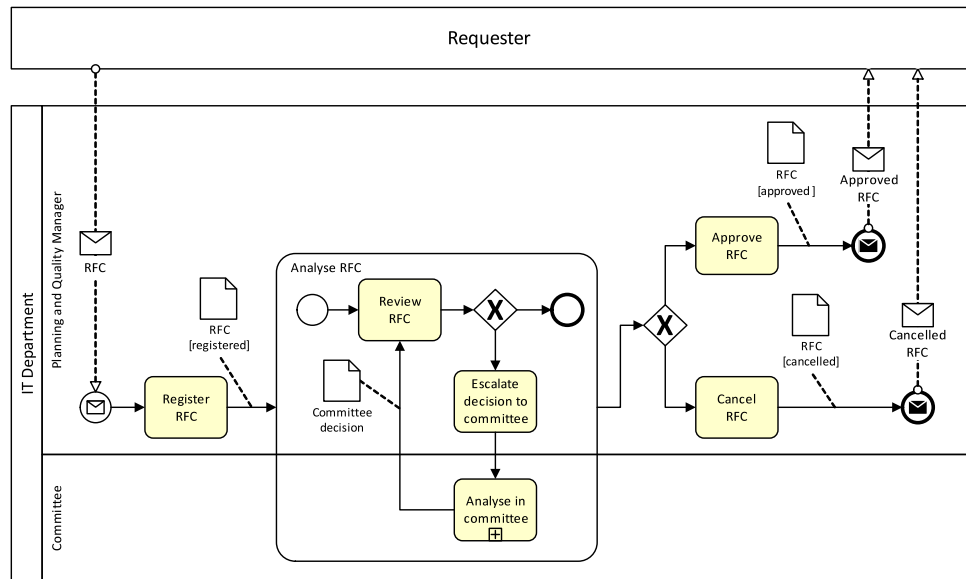 Requester
IT Department
Planning and Quality Manager
Committee
RFC
Register
RFC
RFC
[registered]
Analyse RFC
Review
RFC
X
Committee
decision
Escalate
decision to
committee
Analyse in
committee
X
Approve
RFC
RFC
[approved ]
Approved
RFC
Cancel
RFC
RFC
[cancelled]
Cancelled
RFC